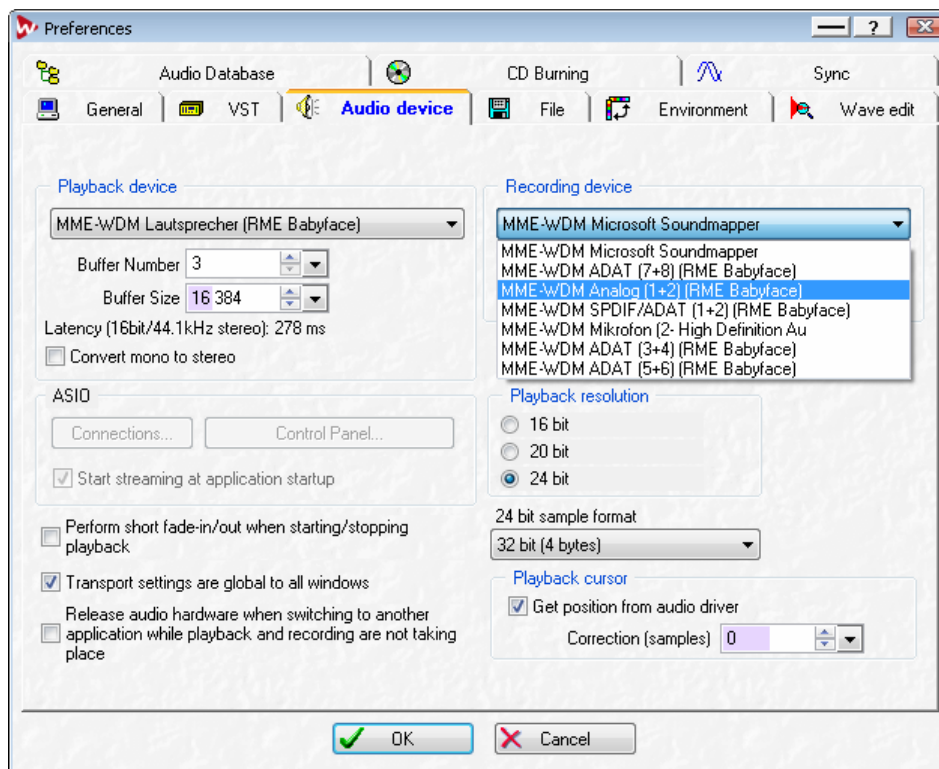 Preferences
?
Audio Database
CD Burning
Sync
General
VST
Audio device
File
Environment
Wave edit
Playback device
MME-WDM Lautsprecher (RME Babyface)
Buffer Number 3
Buffer Size 16 384
Latency (16bit/44.1kHz stereo): 278 ms
Convert mono to stereo
Recording device
MME-WDM Microsoft Soundmapper
MME-WDM Microsoft Soundmapper
MME-WDM ADAT (7+8) (RME Babyface)
MME-WDM Analog (1+2) (RME Babyface)
MME-WDM SPDIF/ADAT (1+2) (RME Babyface)
MME-WDM Mikrofon (2- High Definition Au
MME-WDM ADAT (3+4) (RME Babyface)
MME-WDM ADAT (5+6) (RME Babyface)
ASIO
Connections...
Control Panel...
Start streaming at application startup
Playback resolution
16 bit
20 bit
24 bit
Perform short fade-in/out when starting/stopping
playback
Transport settings are global to all windows
Release audio hardware when switching to another
application while playback and recording are not taking
place
24 bit sample format
32 bit (4 bytes)
Playback cursor
Get position from audio driver
Correction (samples) 0
OK
Cancel